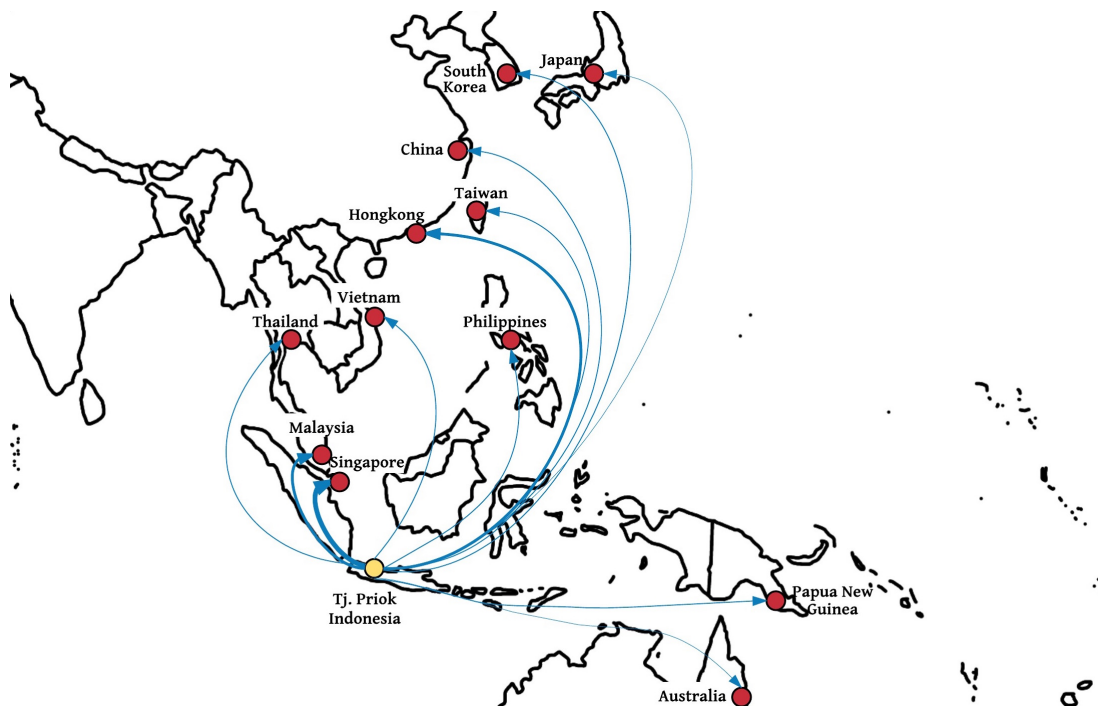 Japan
South
Korea
China
Taiwan
Hongkong
Vietnam
Thailand
Philippines
Malaysia
Singapore
Tj. Priok
Indonesia
Papua New
Guinea
Australia